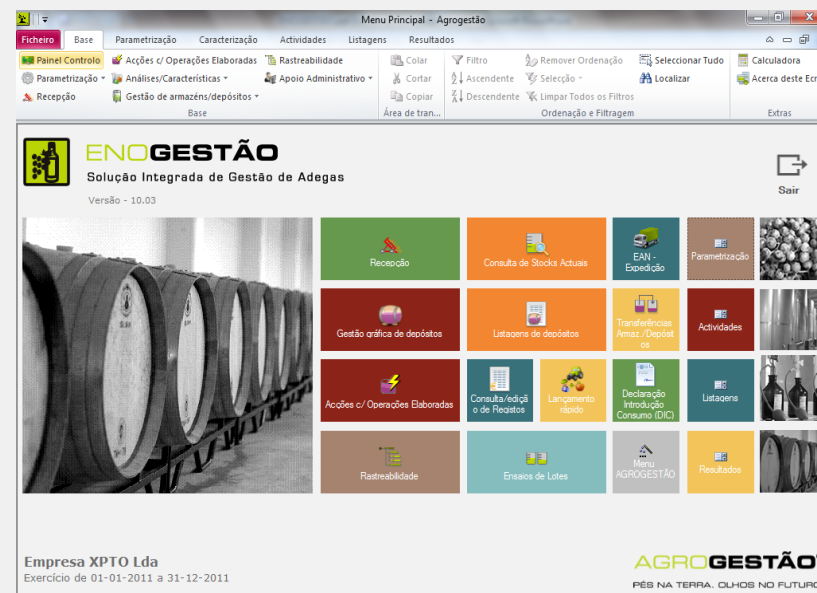 Menu Principal - Agrogestão
Ficheiro Base Parametrização Caracterização Actividades Listagens Resultados
Painel Controlo Acções c/ Operações Elaboradas Rastreabilidade Colar Filtro Remover Ordenação Seleccionar Tudo Calculadora
Parametrização Análises/Características Apoio Administrativo Cortar Ascendente Selecção Localizar Acerca deste Ecr
Recepção Gestão de armazéns/depósitos Copiar Descendente Limpar Todos os Filtros
Base Área de tran... Ordenação e Filtragem Extras
ENOGESTÃO
Solução Integrada de Gestão de Adegas
Versão - 10.03
Sair
Recepção
Consulta de Stocks Actuais
EAN -
Expedição
Parametrização
Gestão gráfica de depósitos
Listagens de depósitos
Transferências
Armaz./Depósit
os
Actividades
Acções c/ Operações Elaboradas
Consulta/ediçã
o de Registos
Lançamento
rápido
Declaração
Introdução
Consumo (DIC)
Listagens
Rastreabilidade
Ensaios de Lotes
Menu
AGROGESTÃO
Resultados
Empresa XPTO Lda
Exercício de 01-01-2011 a 31-12-2011
AGROGESTÃO
PÉS NA TERRA. OLHOS NO FUTURO